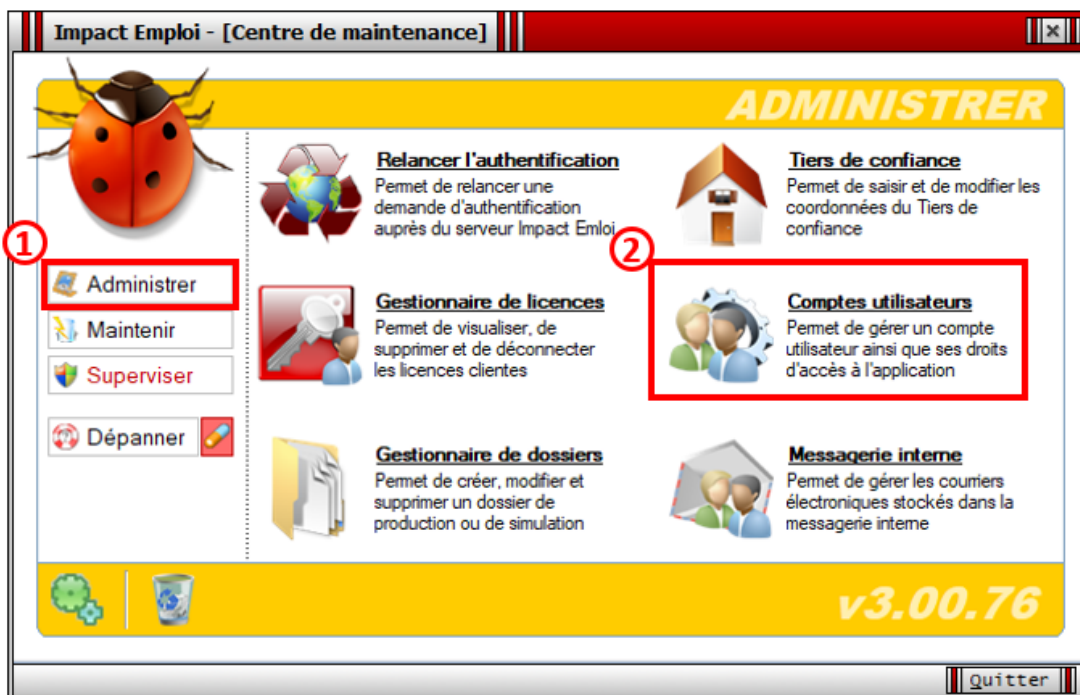 Impact Emploi - [Centre de maintenance]
ADMINISTRER
1
Administrer
Maintenir
Superviser
Dépanner
Relancer l'authentification
Permet de relancer une
demande d'authentification
auprès du serveur Impact Emloi
Tiers de confiance
Permet de saisir et de modifier les
coordonnées du Tiers de
confiance
2
Gestionnaire de licences
Permet de visualiser, de
supprimer et de déconnecter
les licences clientes
Comptes utilisateurs
Permet de gérer un compte
utilisateur ainsi que ses droits
d'accès à l'application
Gestionnaire de dossiers
Permet de créer, modifier et
supprimer un dossier de
production ou de simulation
Messagerie interne
Permet de gérer les courriers
électroniques stockés dans la
messagerie interne
v3.00.76
Quitter